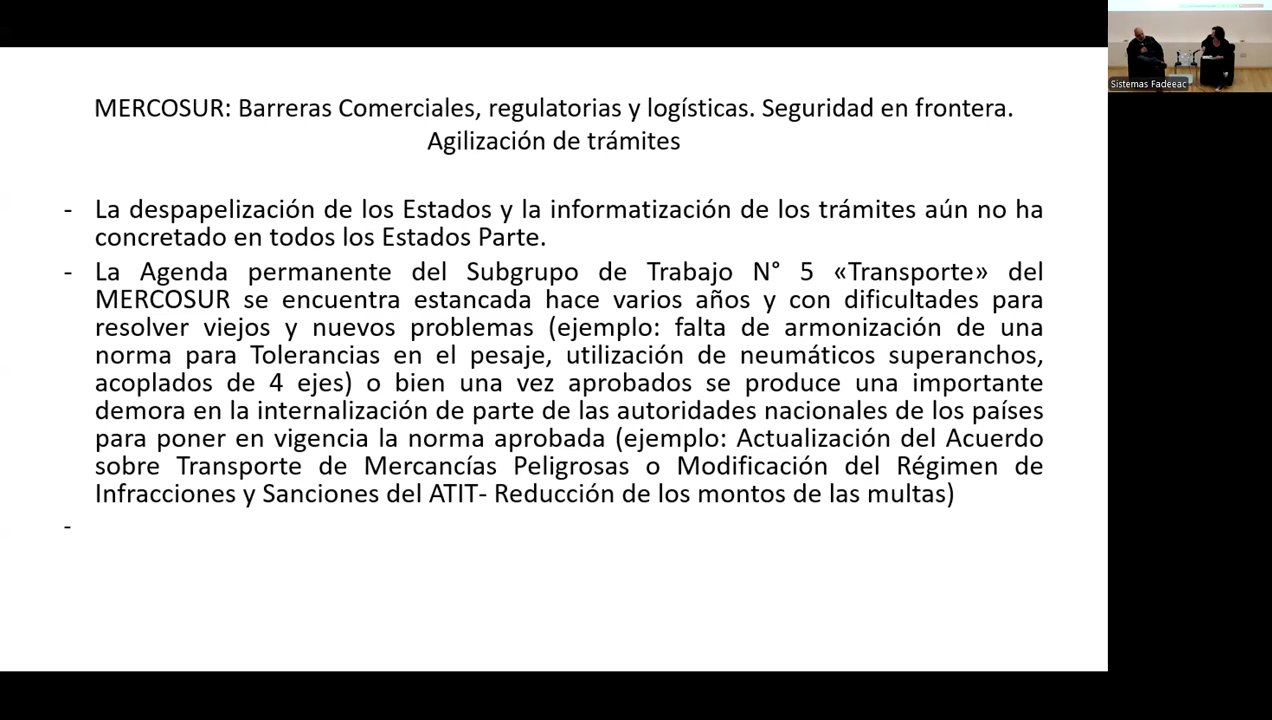 MERCOSUR: Barreras Comerciales, regulatorias y logísticas. Seguridad en frontera.
Agilización de trámites
- La despapelización de los Estados y la informatización de los trámites aún no ha
concretado en todos los Estados Parte.
- La Agenda permanente del Subgrupo de Trabajo N° 5 «Transporte» del
MERCOSUR se encuentra estancada hace varios años y con dificultades para
resolver viejos y nuevos problemas (ejemplo: falta de armonización de una
norma para Tolerancias en el pesaje, utilización de neumáticos superanchos,
acoplados de 4 ejes) o bien una vez aprobados se produce una importante
demora en la internalización de parte de las autoridades nacionales de los países
para poner en vigencia la norma aprobada (ejemplo: Actualización del Acuerdo
sobre Transporte de Mercancías Peligrosas o Modificación del Régimen de
Infracciones y Sanciones del ATIT- Reducción de los montos de las multas)
-
Sistemas Fadeeac